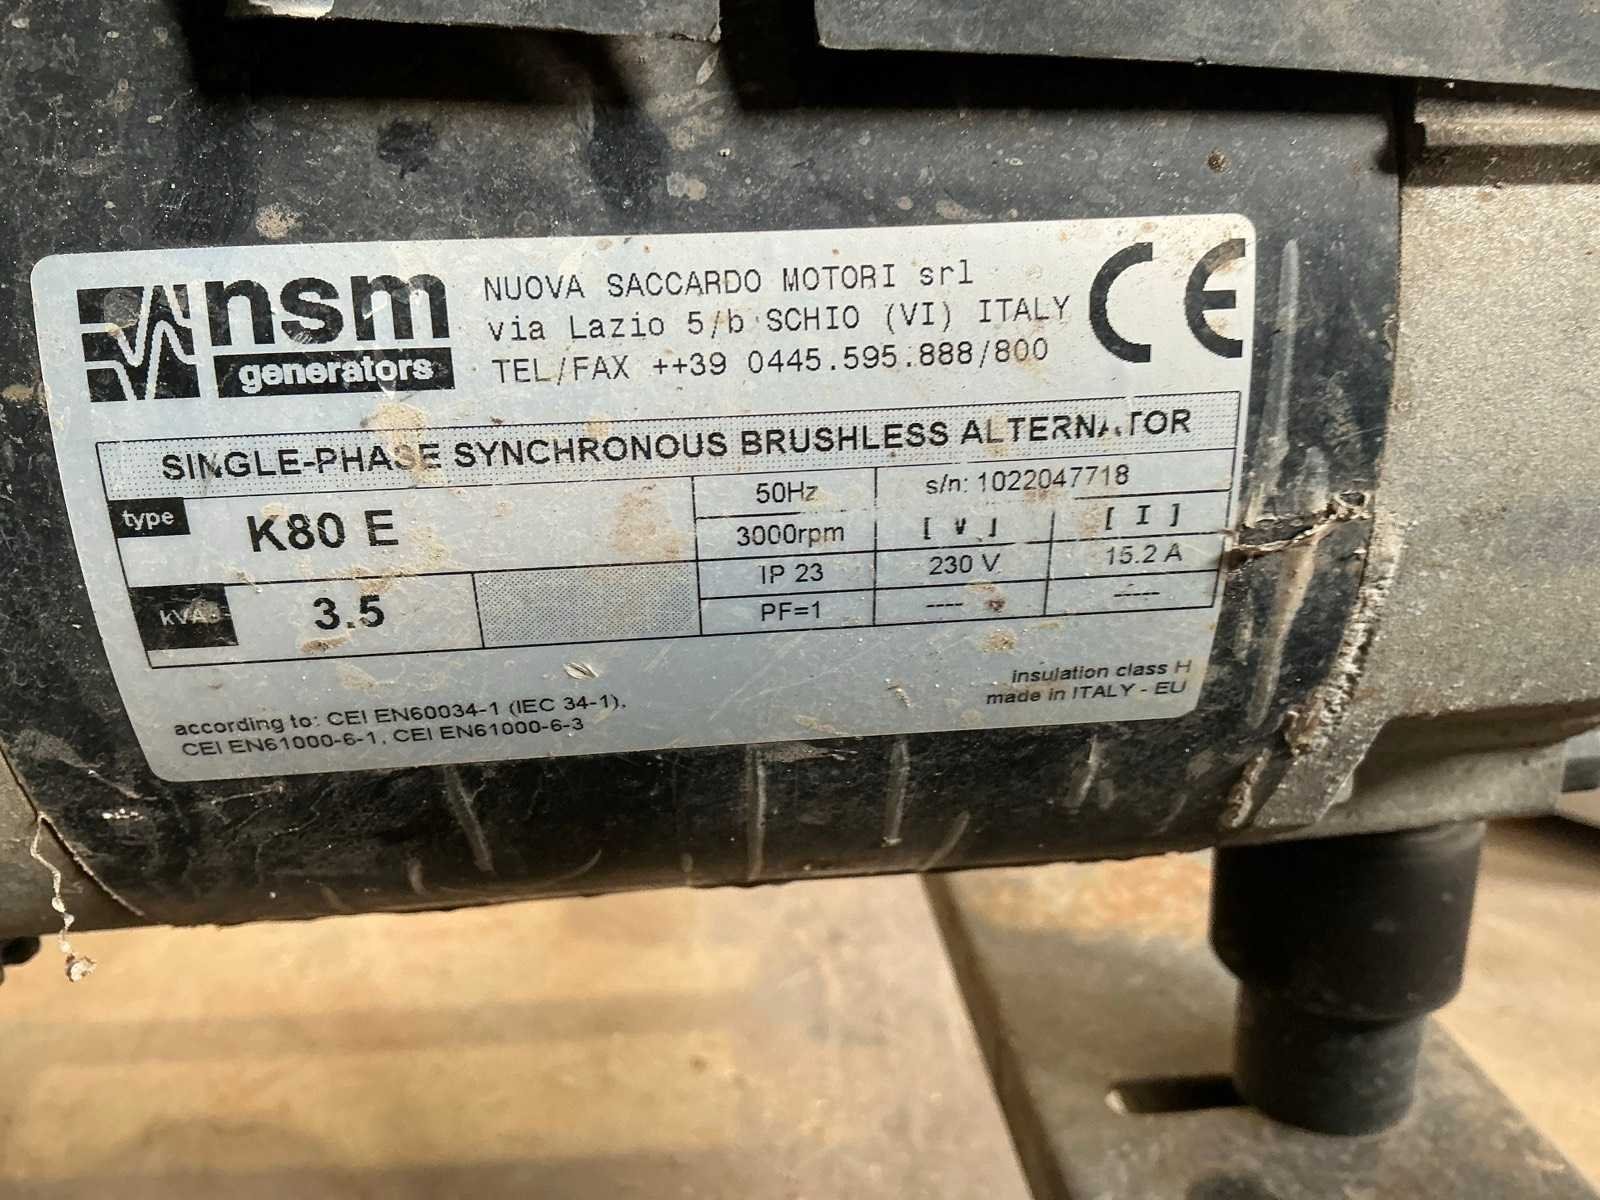 nsm
generators
NUOVA SACCARDO MOTORI srl
via Lazio 5/b SCHIO (VI) ITALY
TEL/FAX ++39 0445.595.888/800
CE
SINGLE-PHASE SYNCHRONOUS BRUSHLESS ALTERNATOR
type K80 E
50Hz
s/n: 1022047718
3000rpm
[ V ] [ I ]
IP 23
230 V 15.2 A
kVA 3.5
PF=1
---- -----
insulation class H
made in ITALY - EU
according to: CEI EN60034-1 (IEC 34-1),
CEI EN61000-6-1, CEI EN61000-6-3